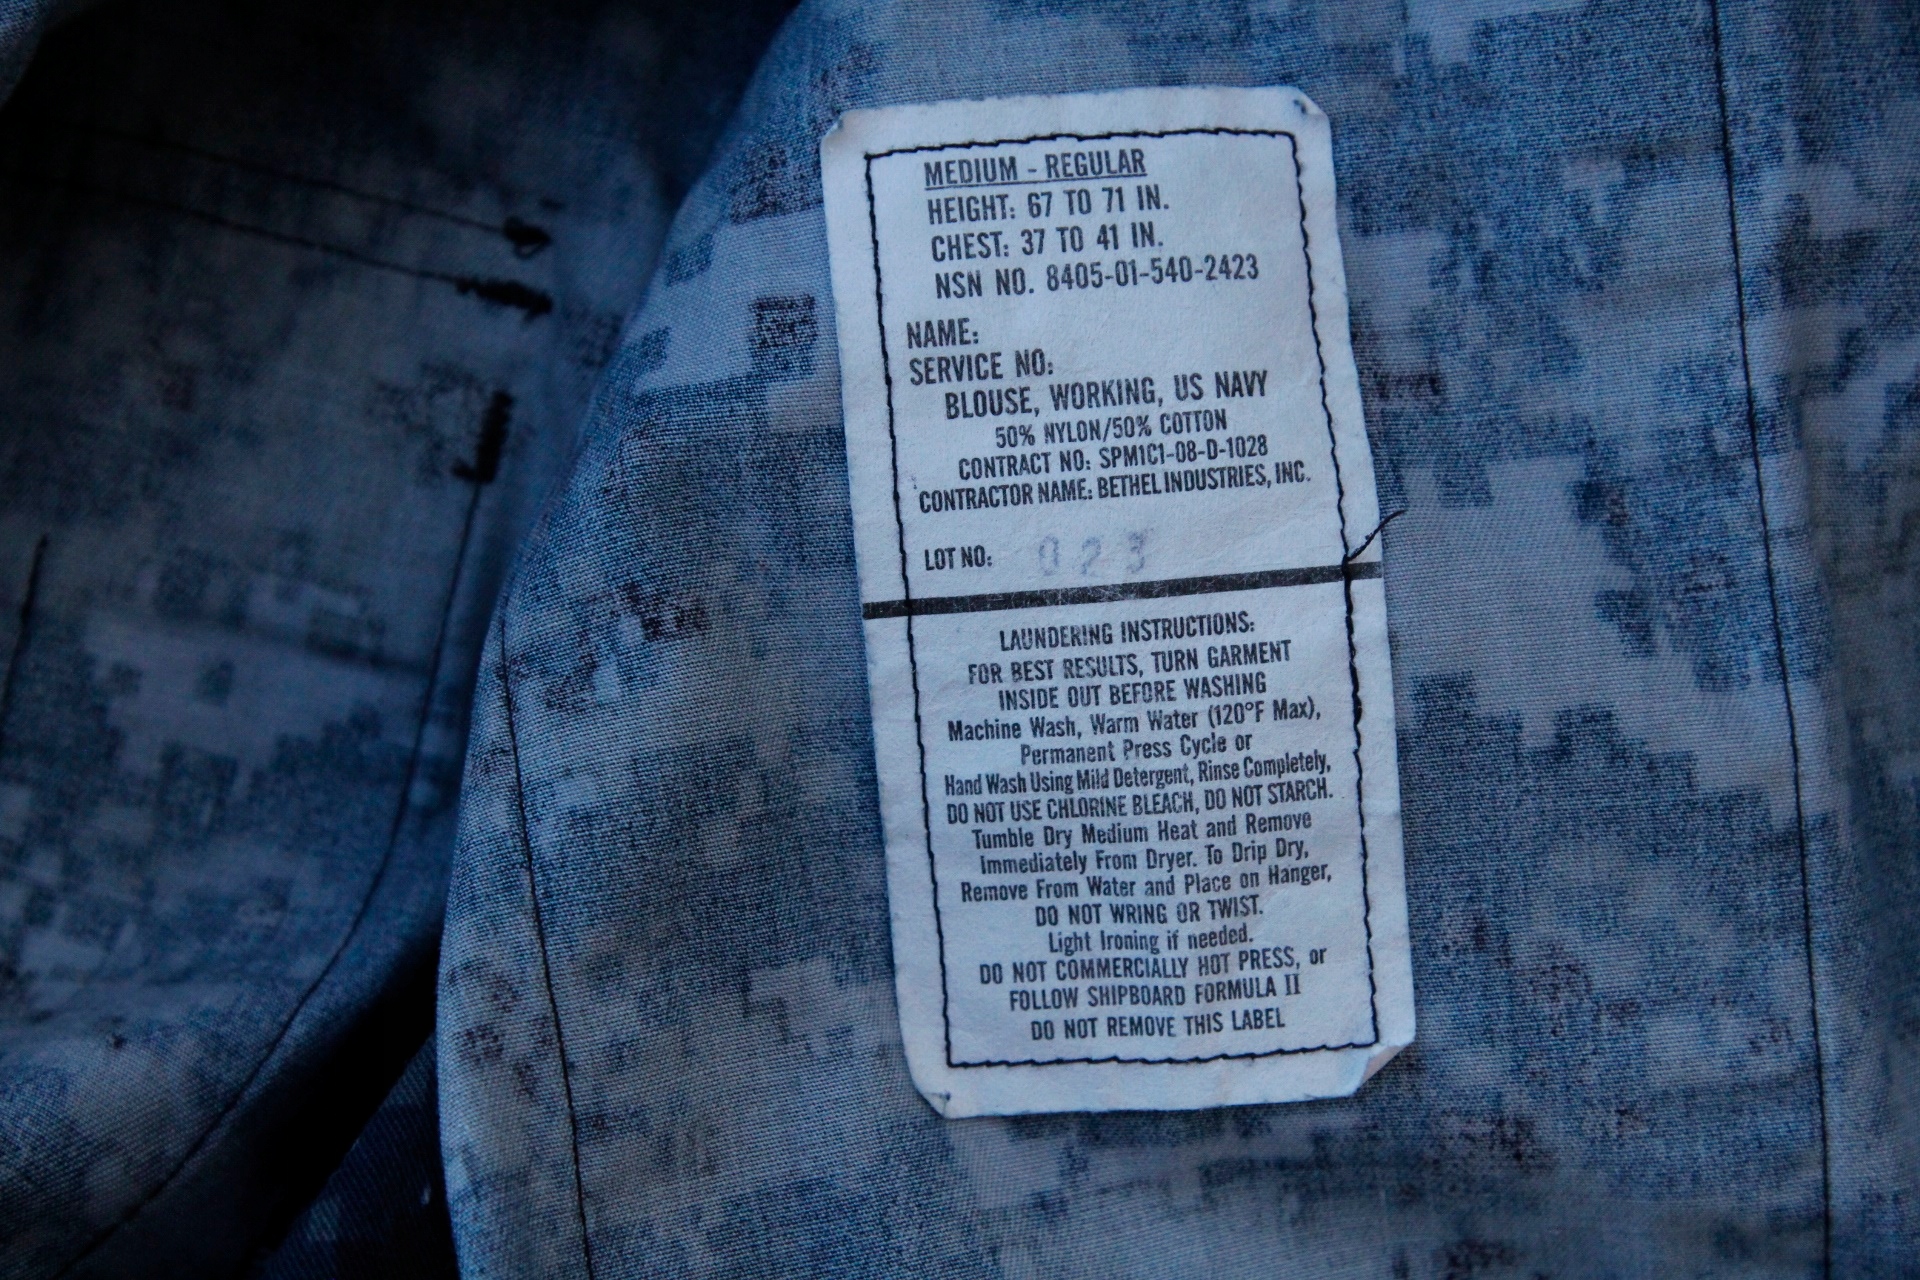 MEDIUM - REGULAR
HEIGHT: 67 TO 71 IN.
CHEST: 37 TO 41 IN.
NSN NO. 8405-01-540-2423
NAME:
SERVICE NO:
BLOUSE, WORKING, US NAVY
50% NYLON/50% COTTON
CONTRACT NO: SPM1C1-08-D-1028
CONTRACTOR NAME: BETHEL INDUSTRIES, INC.
LOT NO: 023
LAUNDERING INSTRUCTIONS:
FOR BEST RESULTS, TURN GARMENT
INSIDE OUT BEFORE WASHING
Machine Wash, Warm Water (120°F Max),
Permanent Press Cycle or
Hand Wash Using Mild Detergent, Rinse Completely,
DO NOT USE CHLORINE BLEACH, DO NOT STARCH.
Tumble Dry Medium Heat and Remove
Immediately From Dryer. To Drip Dry,
Remove From Water and Place on Hanger,
DO NOT WRING OR TWIST.
Light Ironing if needed.
DO NOT COMMERCIALLY HOT PRESS, or
FOLLOW SHIPBOARD FORMULA II
DO NOT REMOVE THIS LABEL